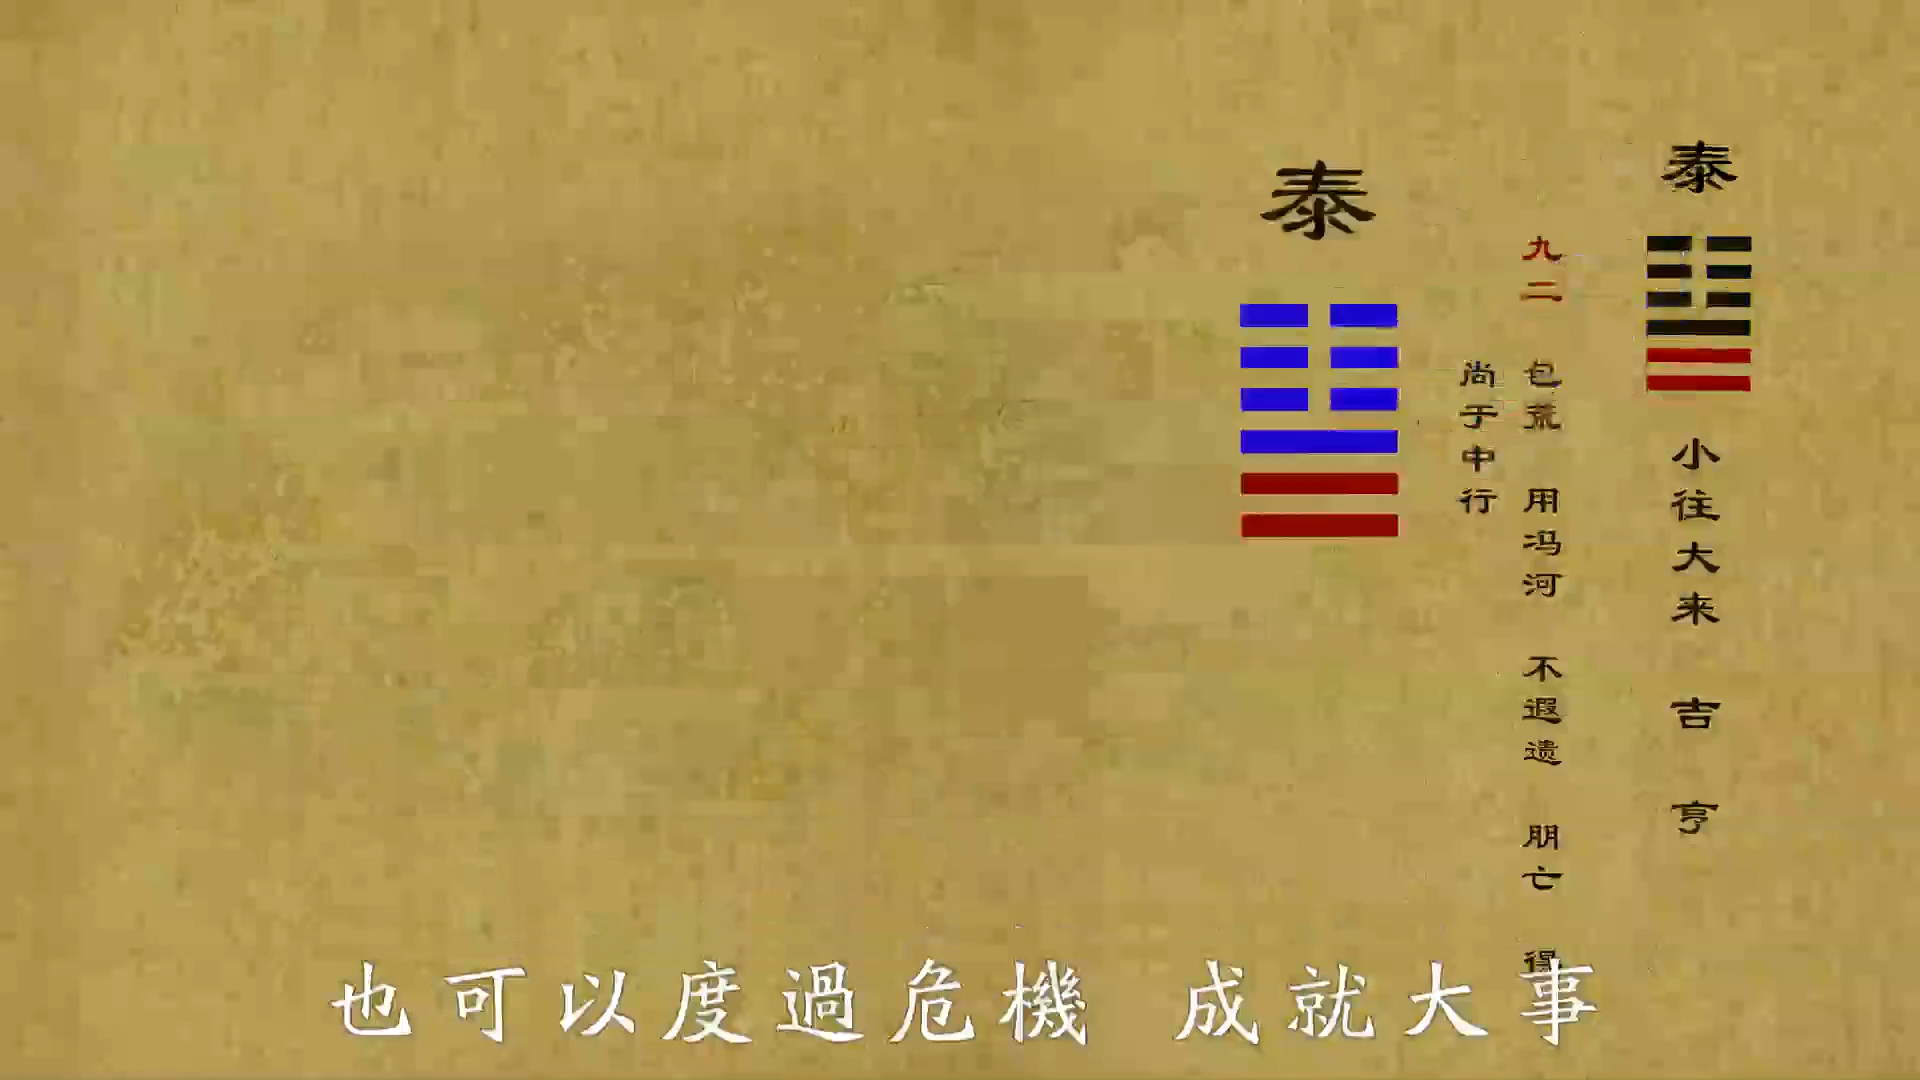 泰
小往大来 吉 亨
九二 包荒 用冯河 不遐遗 朋亡 得
尚于中行
泰
也可以度過危機 成就大事